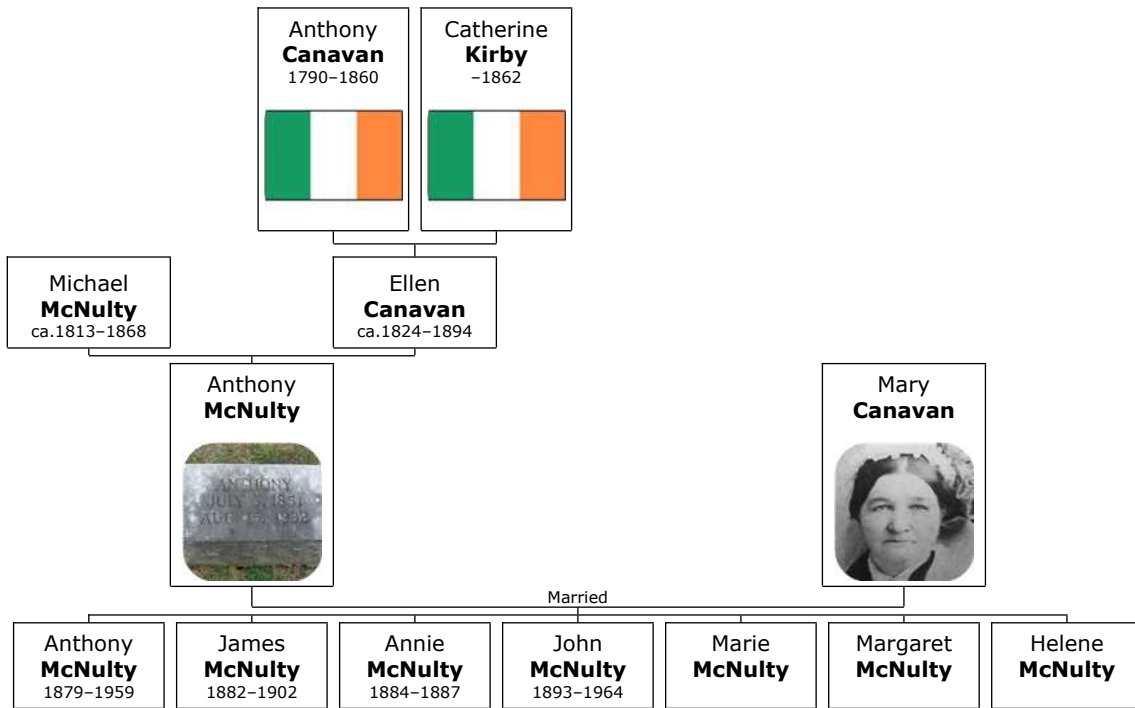 Anthony
Canavan
1790–1860
Catherine
Kirby
–1862
Michael
McNulty
ca.1813–1868
Ellen
Canavan
ca.1824–1894
Anthony
McNulty
ANTHONY
JULY 1851
AUG 1932
Mary
Canavan
Married
Anthony
McNulty
1879–1959
James
McNulty
1882–1902
Annie
McNulty
1884–1887
John
McNulty
1893–1964
Marie
McNulty
Margaret
McNulty
Helene
McNulty